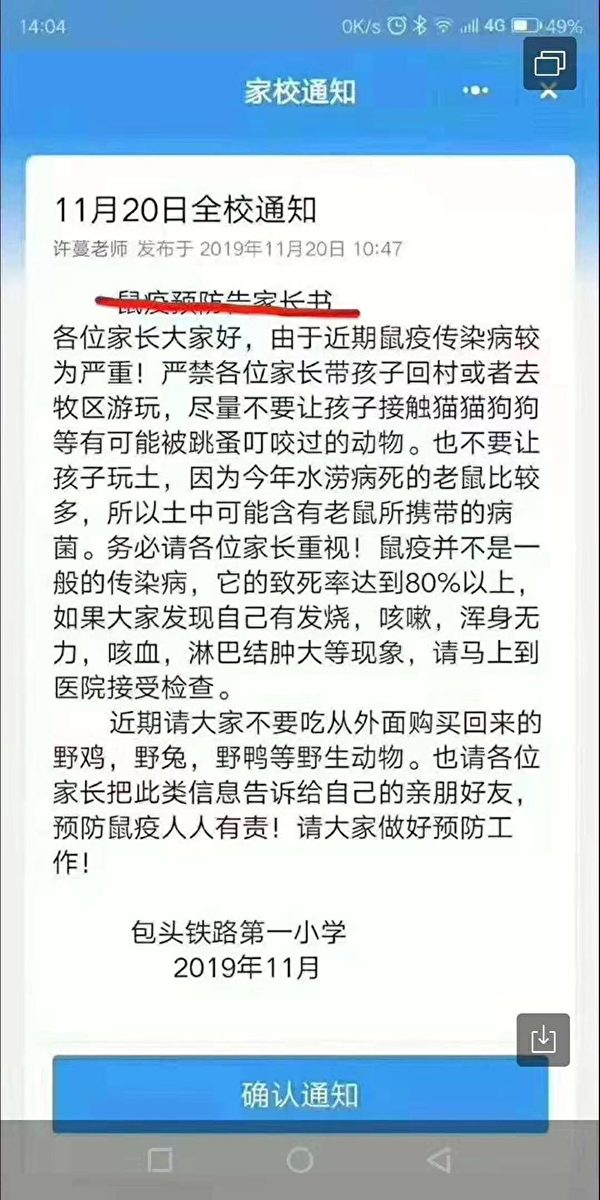 14:04
0K/s
4G
49%
家校通知
11月20日全校通知
许蔓老师 发布于 2019年11月20日 10:47
鼠疫预防告家长书
各位家长大家好，由于近期鼠疫传染病较
为严重！严禁各位家长带孩子回村或者去
牧区游玩，尽量不要让孩子接触猫猫狗狗
等有可能被跳蚤叮咬过的动物。也不要让
孩子玩土，因为今年水涝病死的老鼠比较
多，所以土中可能含有老鼠所携带的病
菌。务必请各位家长重视！鼠疫并不是一
般的传染病，它的致死率达到80%以上，
如果大家发现自己有发烧，咳嗽，浑身无
力，咳血，淋巴结肿大等现象，请马上到
医院接受检查。
近期请大家不要吃从外面购买回来的
野鸡，野兔，野鸭等野生动物。也请各位
家长把此类信息告诉给自己的亲朋好友，
预防鼠疫人人有责！请大家做好预防工
作！
包头铁路第一小学
2019年11月
确认通知